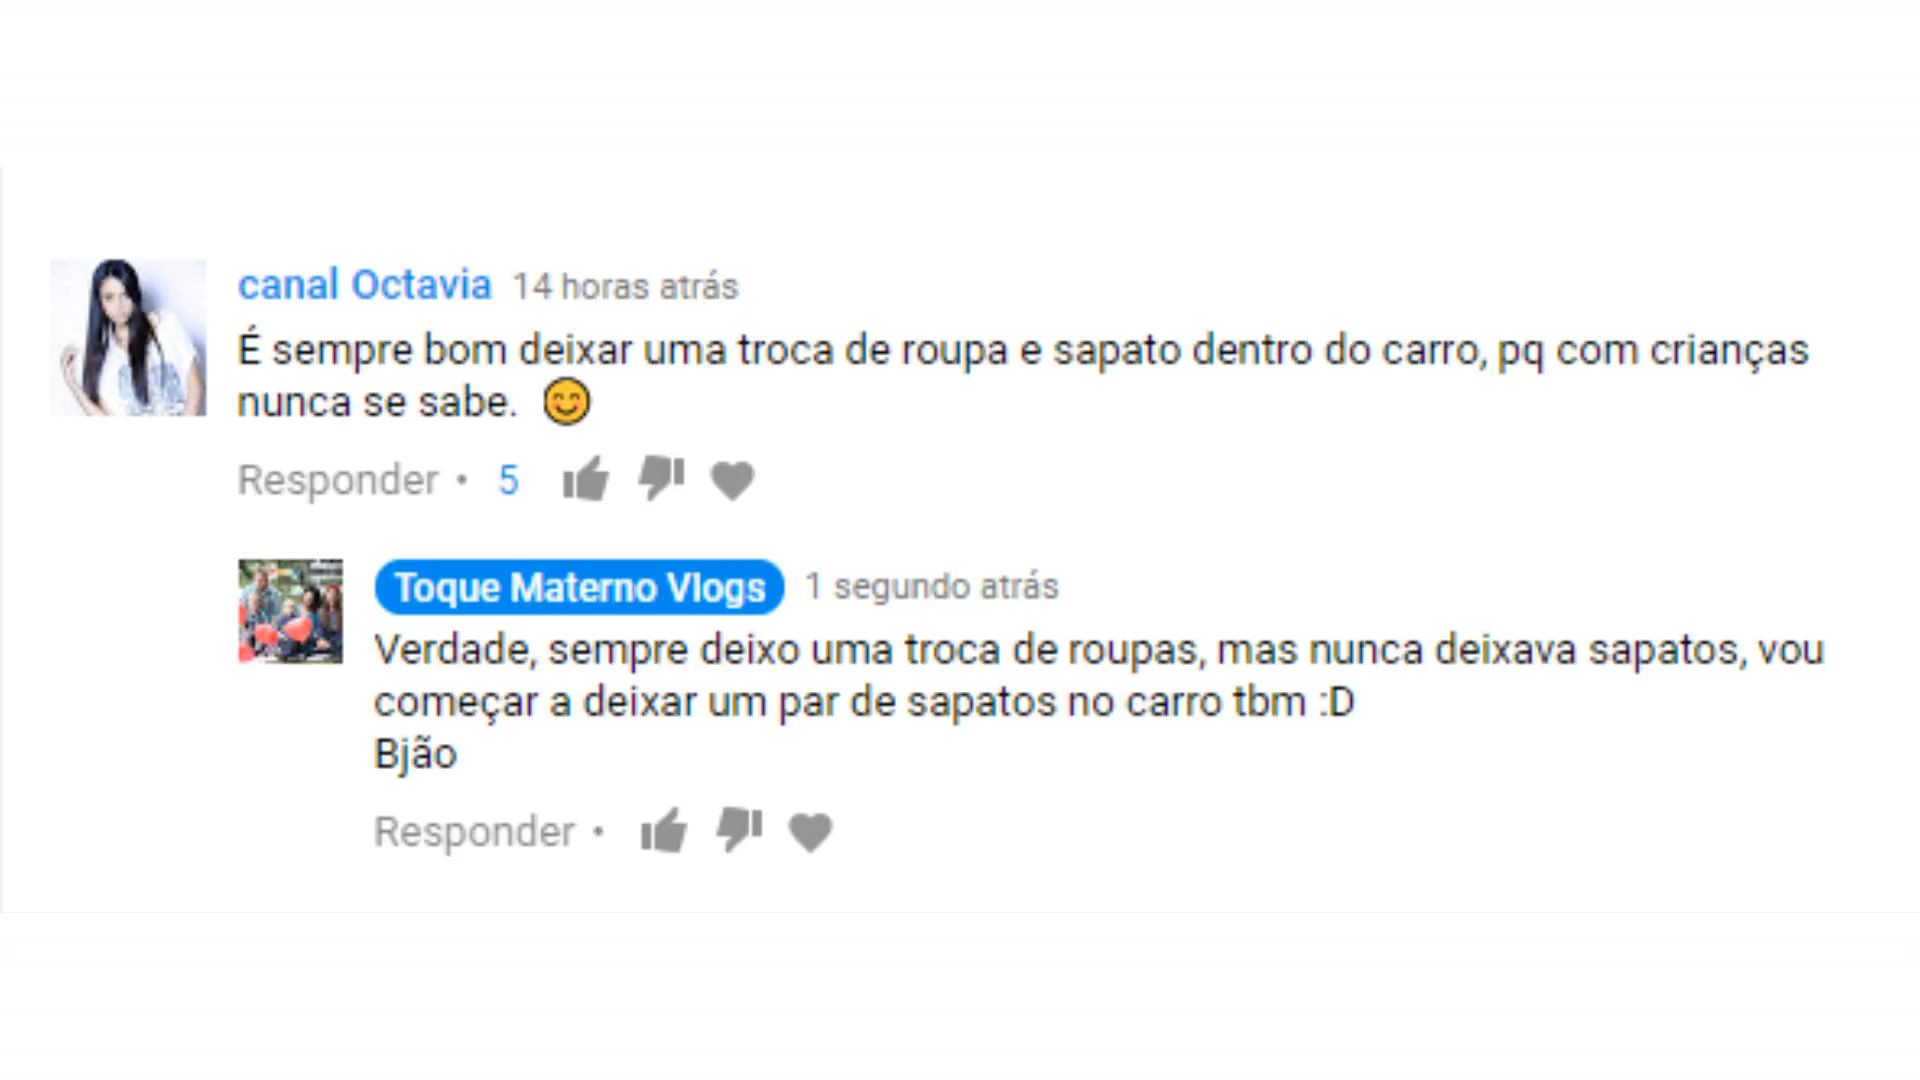 canal Octavia 14 horas atrás
É sempre bom deixar uma troca de roupa e sapato dentro do carro, pq com crianças
nunca se sabe. 😊
Responder • 5
Toque Materno Vlogs 1 segundo atrás
Verdade, sempre deixo uma troca de roupas, mas nunca deixava sapatos, vou
começar a deixar um par de sapatos no carro tbm :D
Bjão
Responder •